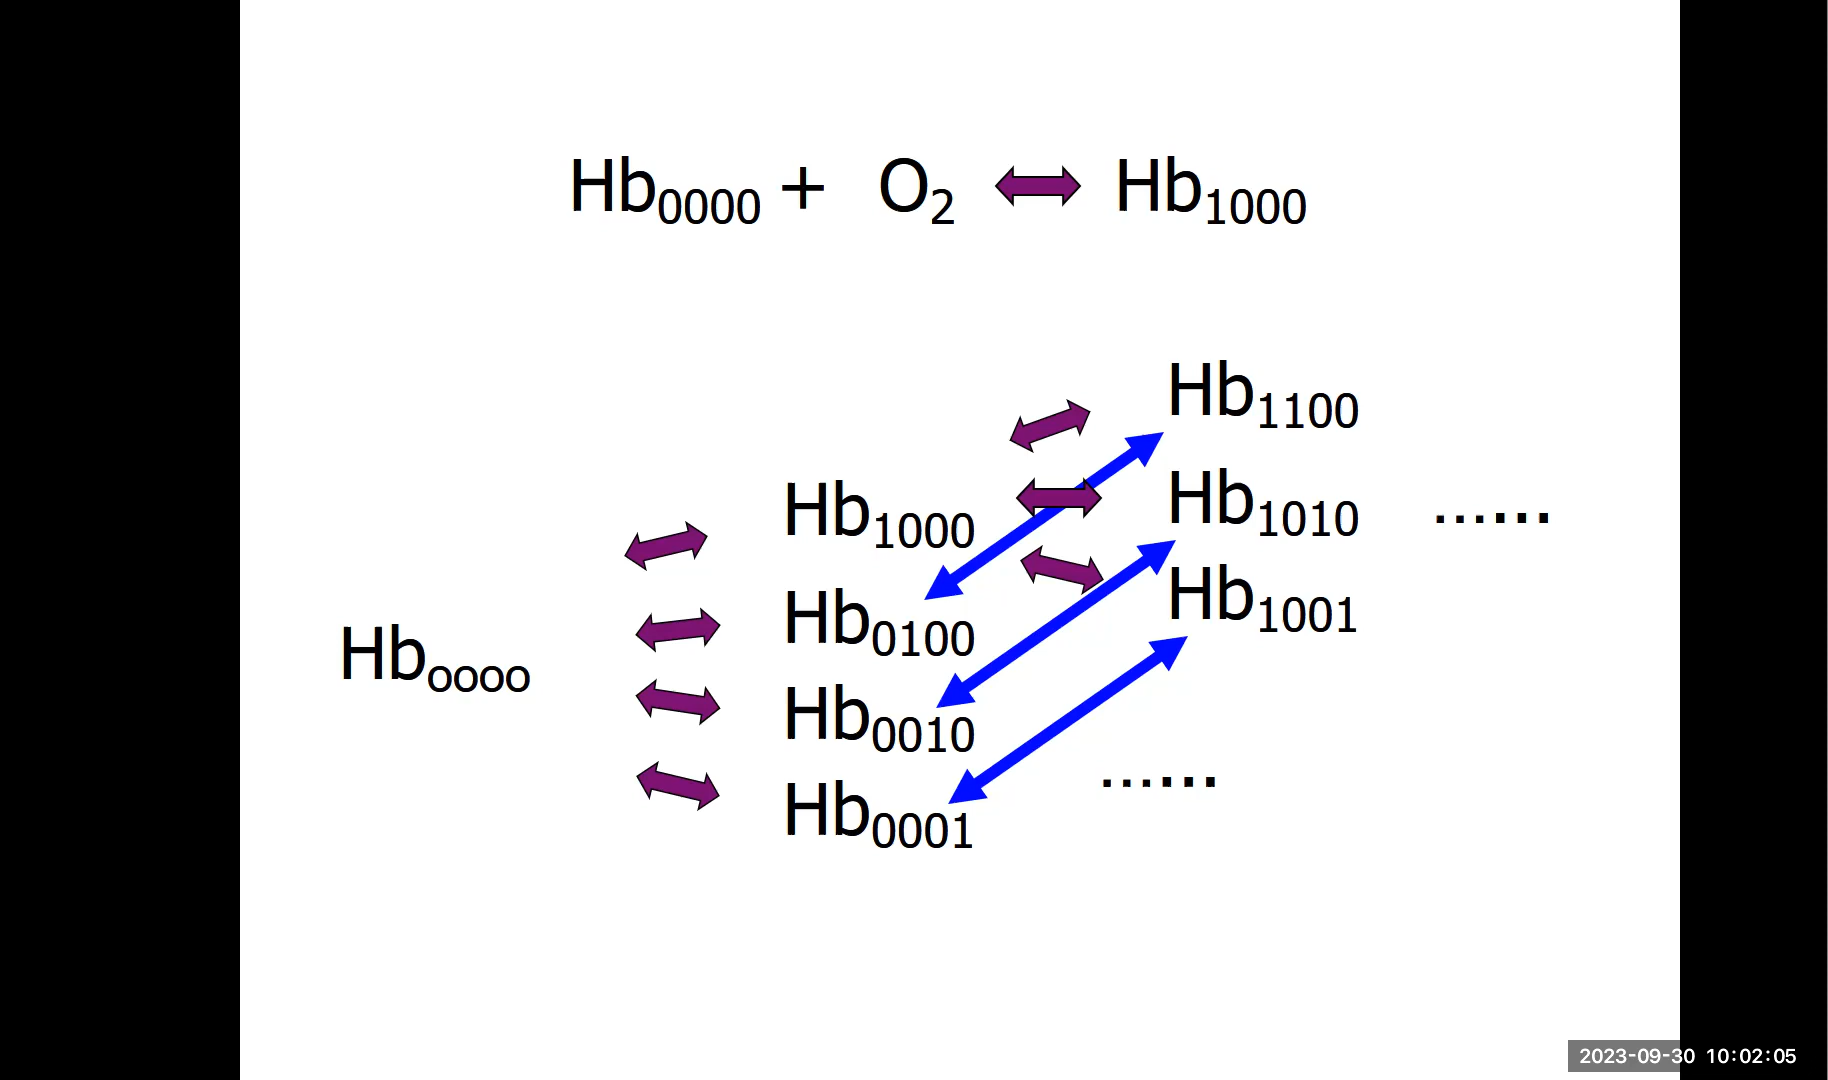 Hb0000 + O2 Hb1000
Hb1100
Hb1000 Hb1010 ......
Hb0100 Hb1001
Hboooo
Hb0010
Hb0001 ......
2023-09-30 10:02:05